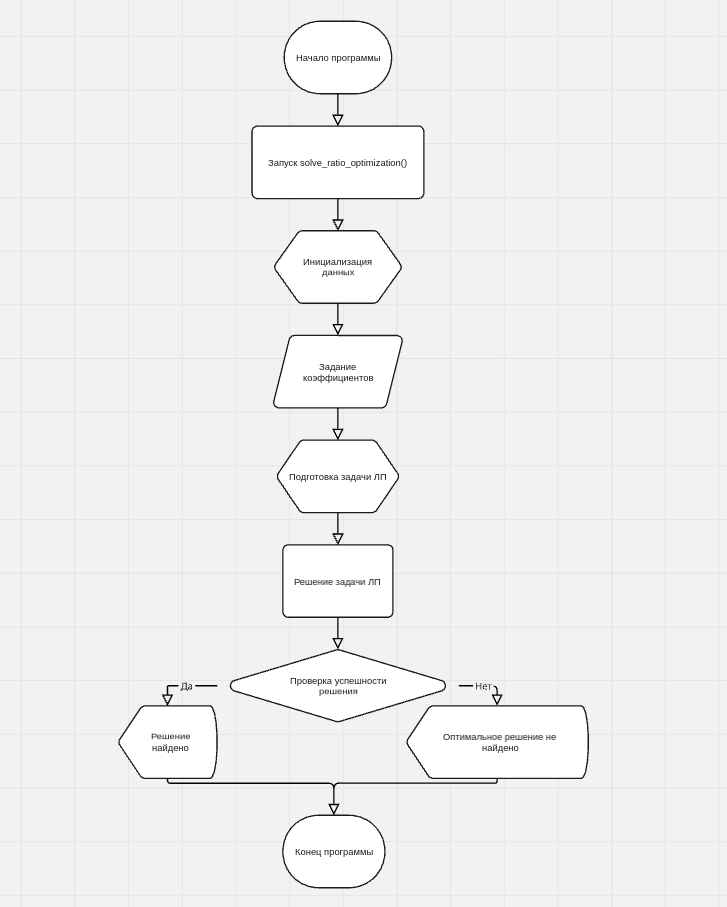 Начало программы
Запуск solve_ratio_optimization()
Инициализация
данных
Задание
коэффициентов
Подготовка задачи ЛП
Решение задачи ЛП
Проверка успешности
решения
Да
Нет
Решение
найдено
Оптимальное решение не
найдено
Конец программы